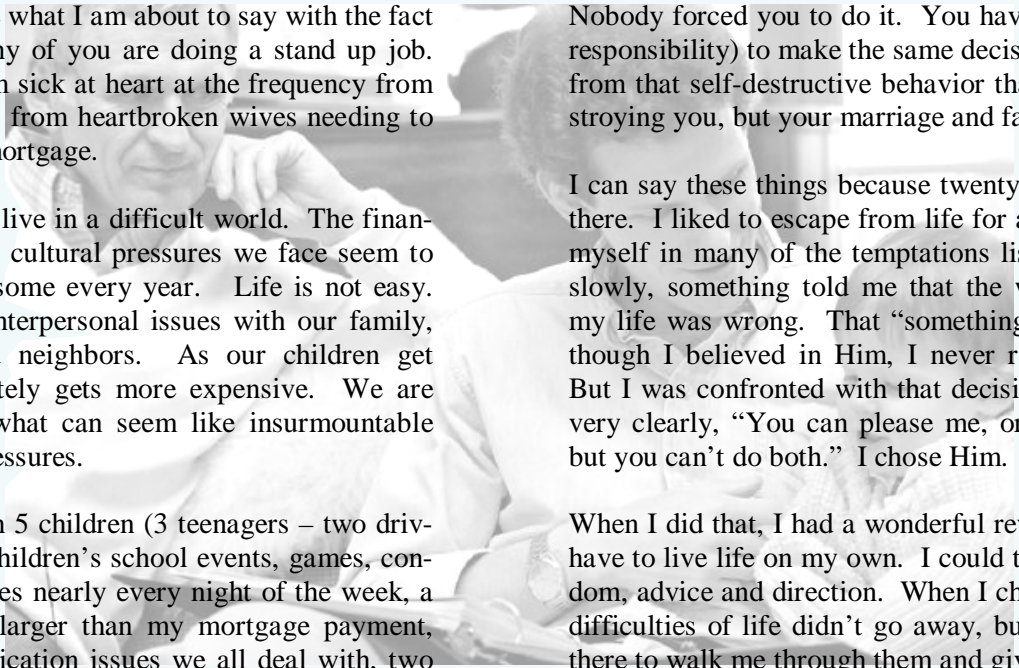 what I am about to say with the fact
ny of you are doing a stand up job.
sick at heart at the frequency from
from heartbroken wives needing to
ortgage.
live in a difficult world. The finan-
cultural pressures we face seem to
some every year. Life is not easy.
nterpersonal issues with our family,
neighbors. As our children get
tely gets more expensive. We are
what can seem like insurmountable
essures.
5 children (3 teenagers – two driv-
hildren’s school events, games, con-
es nearly every night of the week, a
larger than my mortgage payment,
ication issues we all deal with, two
Nobody forced you to do it. You hav
responsibility) to make the same decis
from that self-destructive behavior tha
stroying you, but your marriage and fa
I can say these things because twenty
there. I liked to escape from life for a
myself in many of the temptations lis
slowly, something told me that the w
my life was wrong. That “something
though I believed in Him, I never r
But I was confronted with that decisi
very clearly, “You can please me, or
but you can’t do both.” I chose Him.
When I did that, I had a wonderful rev
have to live life on my own. I could t
dom, advice and direction. When I ch
difficulties of life didn’t go away, bu
there to walk me through them and giv